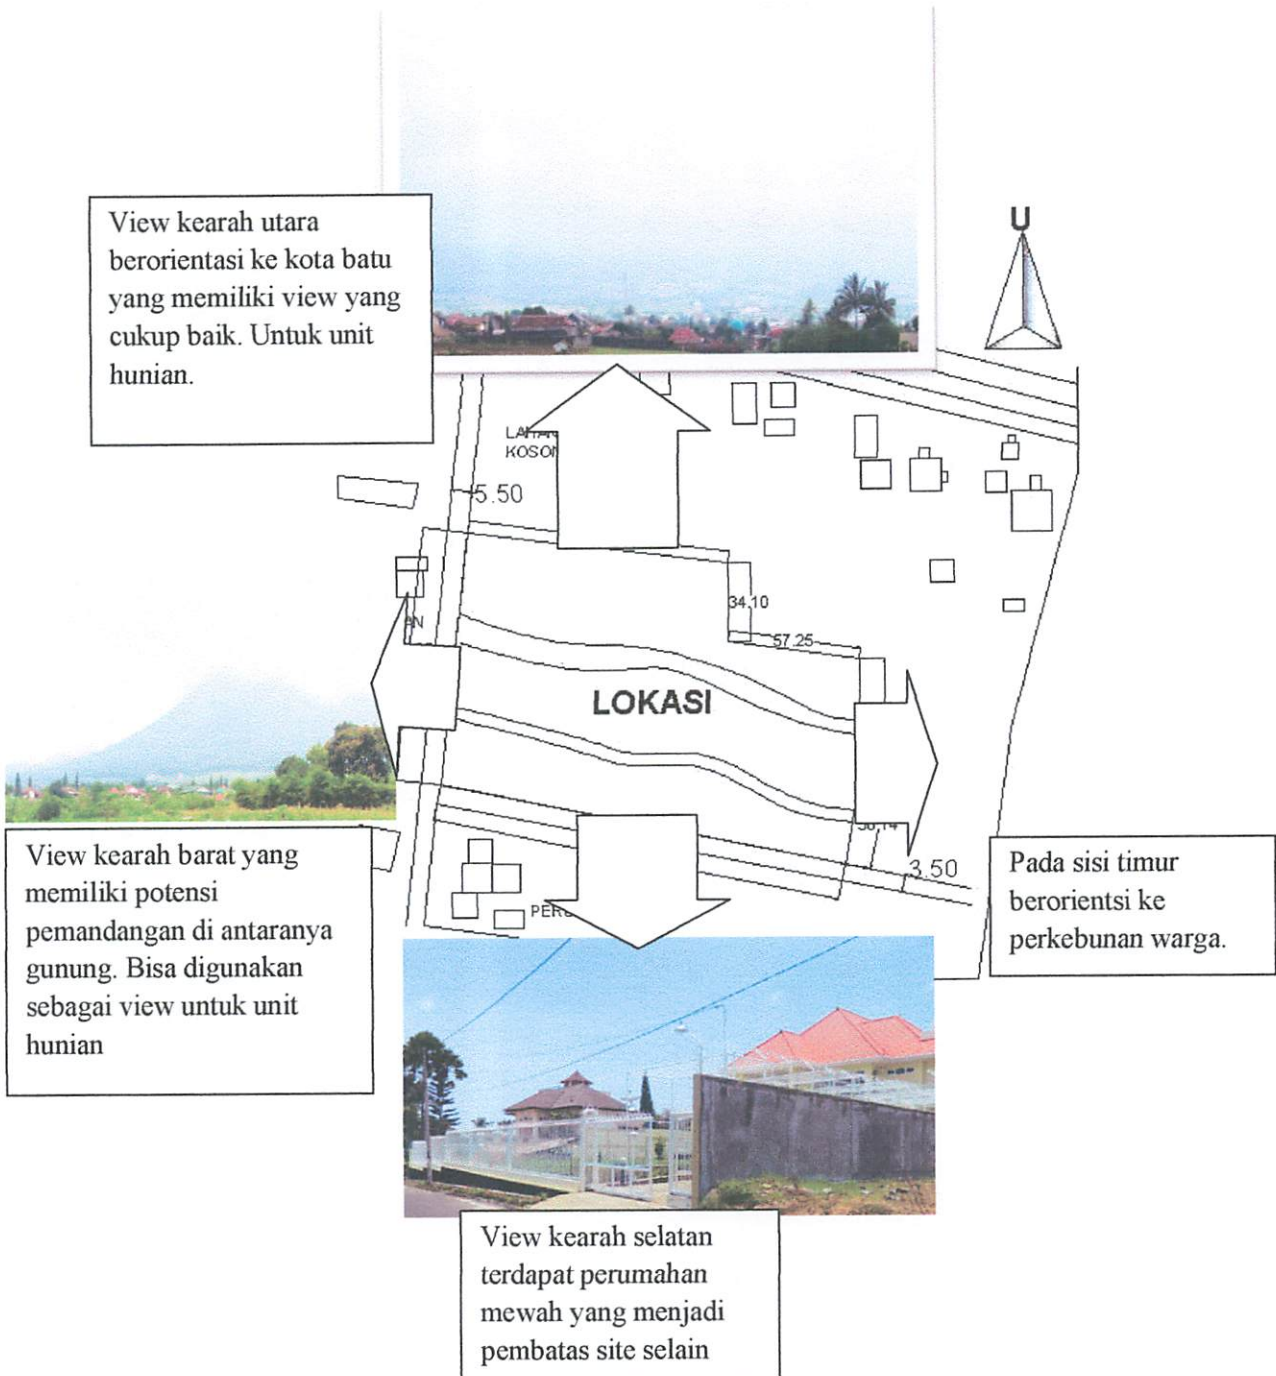 View kearah utara
berorientasi ke kota batu
yang memiliki view yang
cukup baik. Untuk unit
hunian.
U
KOSON
5.50
34,10
AN
57.25
LOKASI
3.50
View kearah barat yang
memiliki potensi
pemandangan di antaranya
gunung. Bisa digunakan
sebagai view untuk unit
hunian
Pada sisi timur
berorientsi ke
perkebunan warga.
PERU
View kearah selatan
terdapat perumahan
mewah yang menjadi
pembatas site selain